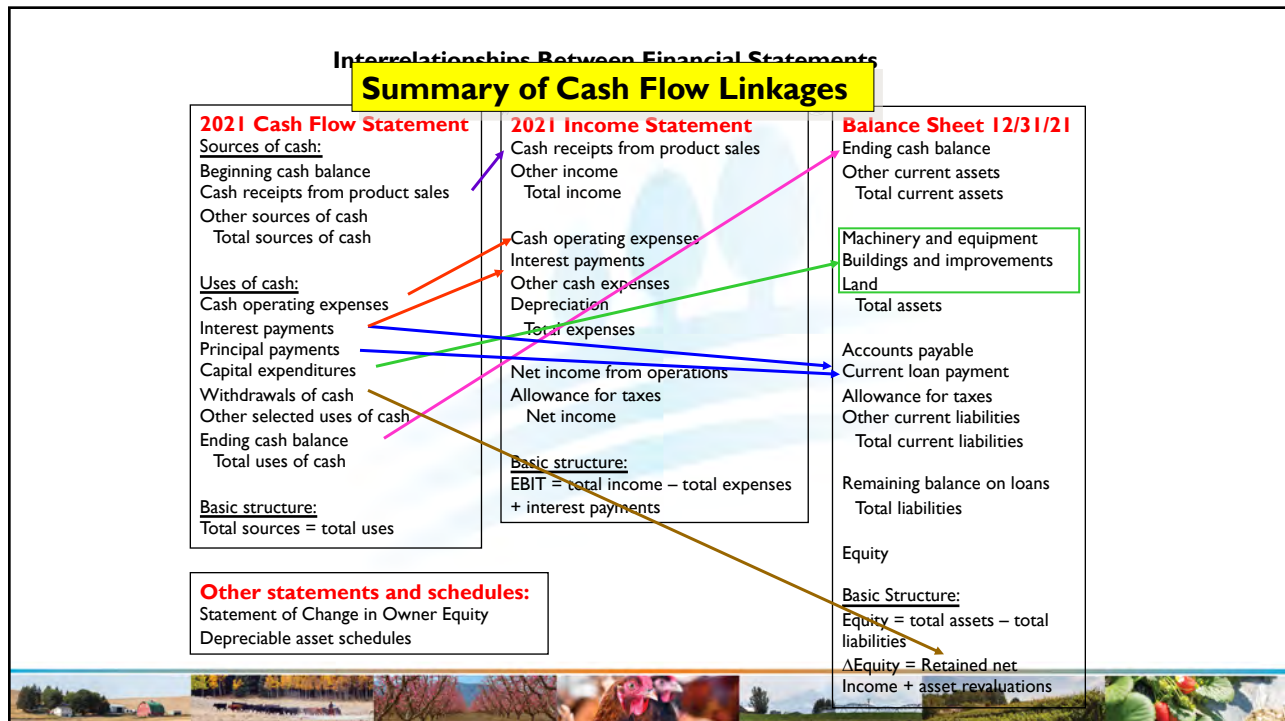 Interrelationships Between Financial Statements
Summary of Cash Flow Linkages
2021 Cash Flow Statement
Sources of cash:
Beginning cash balance
Cash receipts from product sales
Other sources of cash
Total sources of cash
Uses of cash:
Cash operating expenses
Interest payments
Principal payments
Capital expenditures
Withdrawals of cash
Other selected uses of cash
Ending cash balance
Total uses of cash
Basic structure:
Total sources = total uses
2021 Income Statement
Cash receipts from product sales
Other income
Total income
Cash operating expenses
Interest payments
Other cash expenses
Depreciation
Total expenses
Net income from operations
Allowance for taxes
Net income
Basic structure:
EBIT = total income – total expenses
+ interest payments
Balance Sheet 12/31/21
Ending cash balance
Other current assets
Total current assets
Machinery and equipment
Buildings and improvements
Land
Total assets
Accounts payable
Current loan payment
Allowance for taxes
Other current liabilities
Total current liabilities
Remaining balance on loans
Total liabilities
Equity
Basic Structure:
Equity = total assets – total
liabilities
∆Equity = Retained net
Income + asset revaluations
Other statements and schedules:
Statement of Change in Owner Equity
Depreciable asset schedules